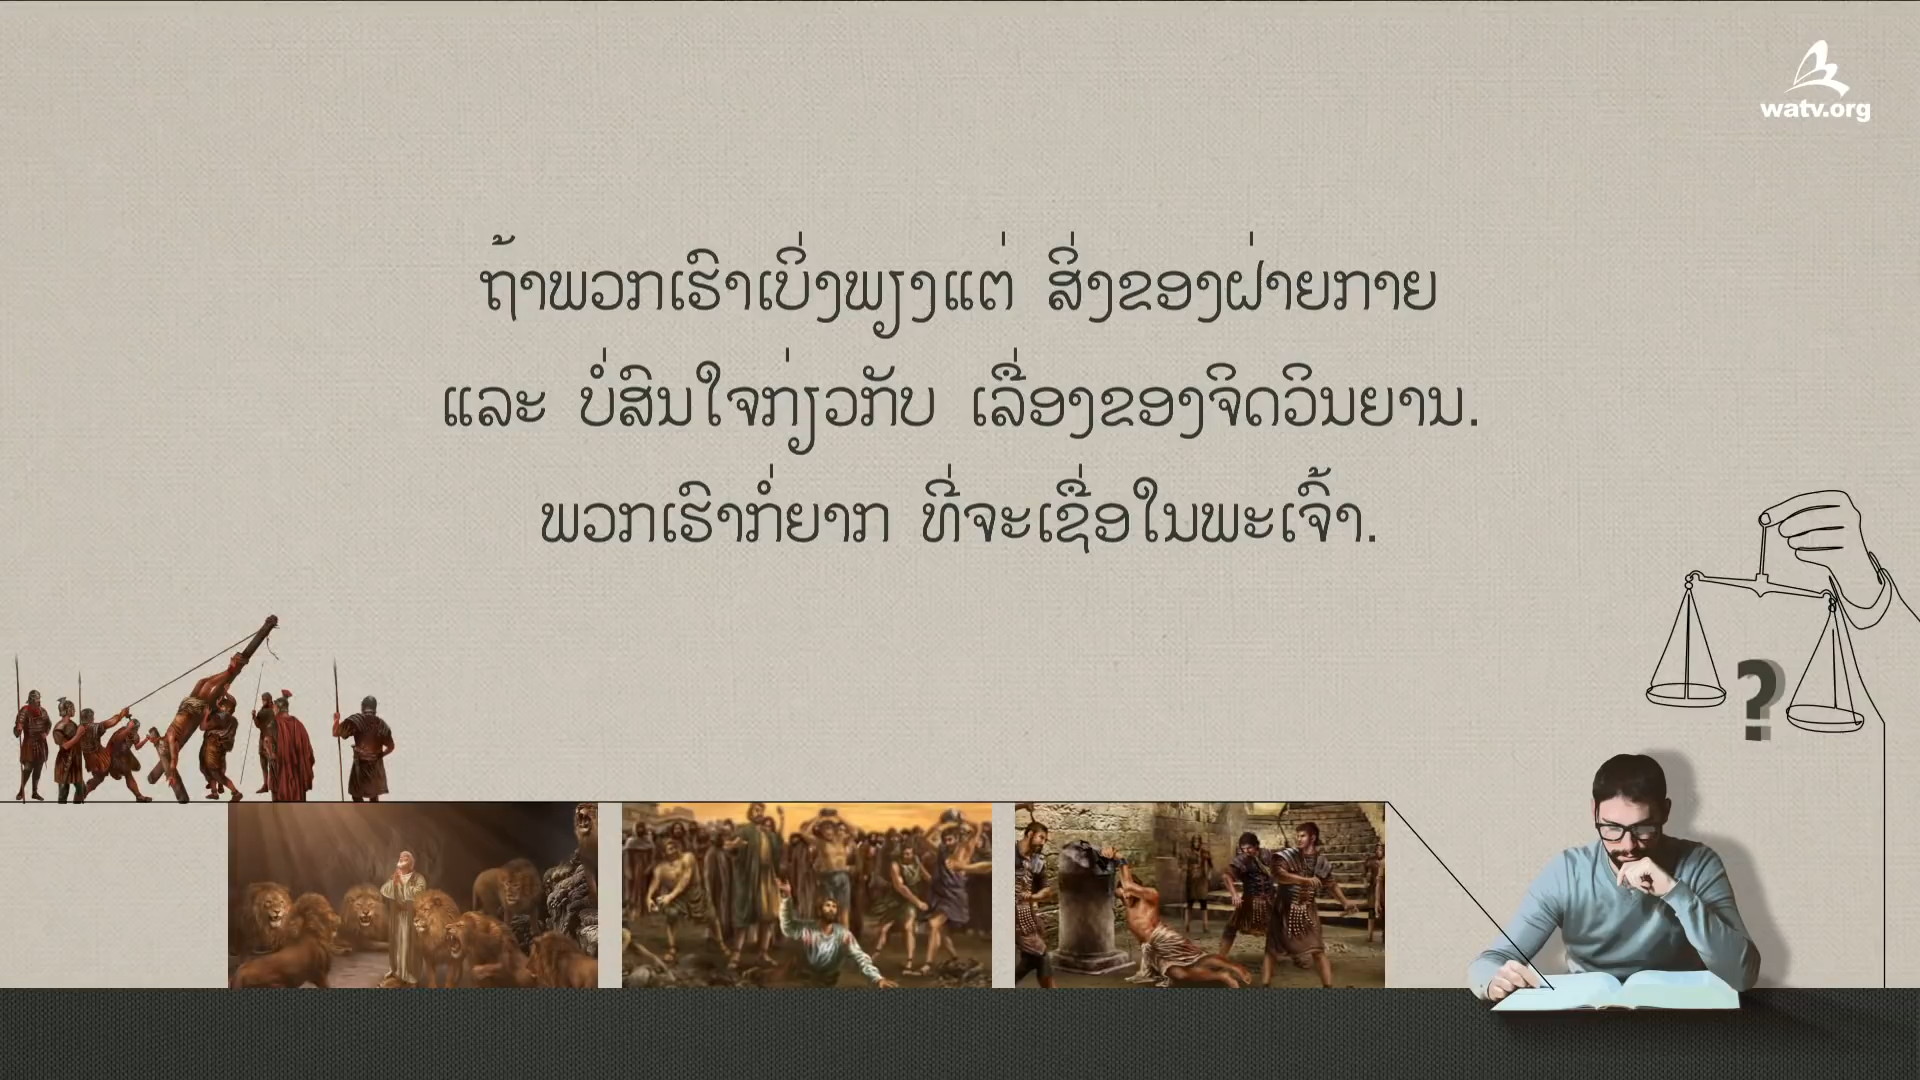 watv.org
ຖ້າພວກເຮົາເບິ່ງພຽງແຕ່ ສິ່ງຂອງຝ່າຍກາຍ
ແລະ ບໍ່ສົນໃຈກ່ຽວກັບ ເລື່ອງຂອງຈິດວິນຍານ.
ພວກເຮົາກໍ່ຍາກ ທີ່ຈະເຊື່ອໃນພະເຈົ້າ.
?